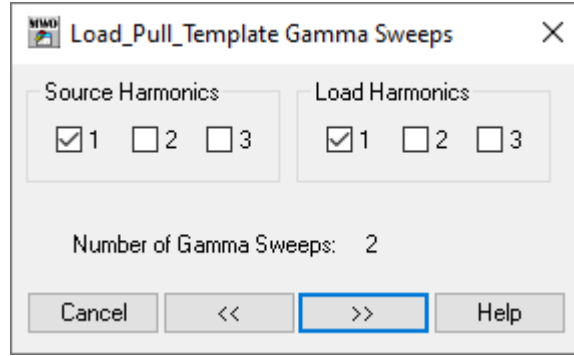 MWO
Load_Pull_Template Gamma Sweeps
Source Harmonics
Load Harmonics
1 2 3
1 2 3
Number of Gamma Sweeps: 2
Cancel << >> Help